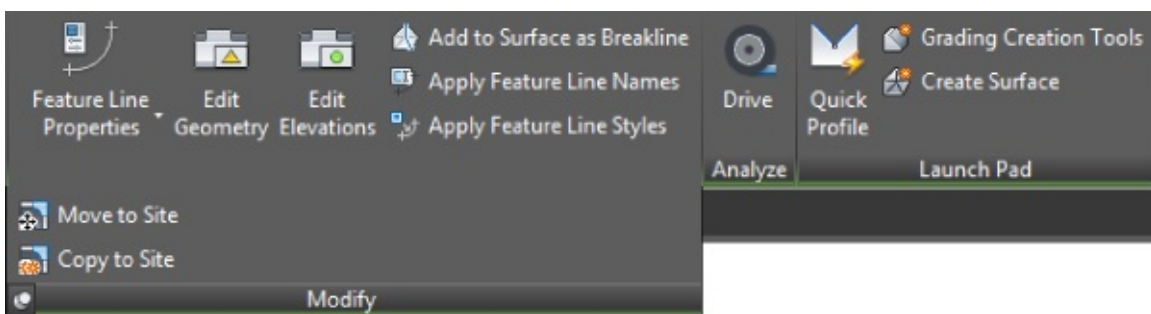 Feature Line
Properties
Edit
Geometry
Edit
Elevations
Add to Surface as Breakline
Apply Feature Line Names
Apply Feature Line Styles
Drive
Quick
Profile
Grading Creation Tools
Create Surface
Analyze
Launch Pad
Move to Site
Copy to Site
Modify